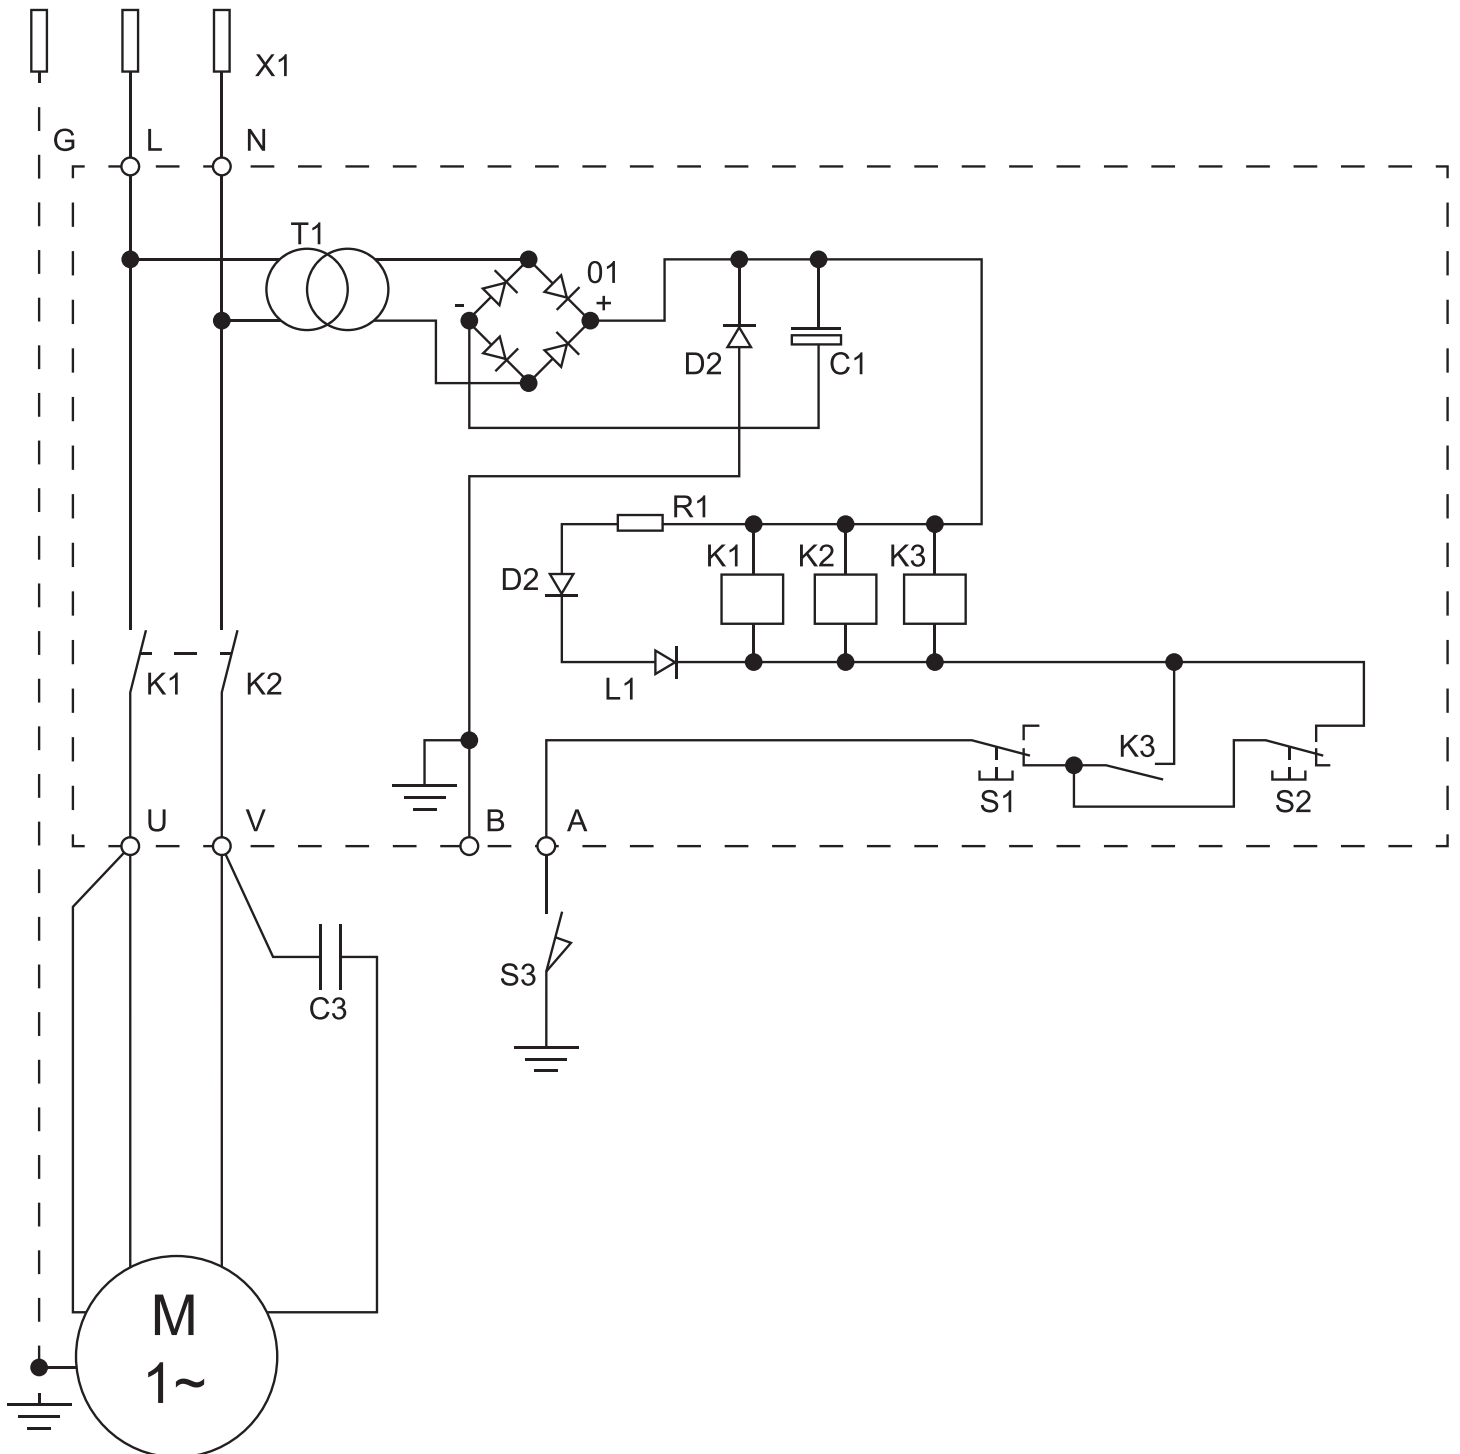 X1
G L N
T1
01
- +
D2 C1
R1
K1 K2 K3
D2
K1 K2
L1
K3
S1 S2
U V B A
S3
C3
M
1~